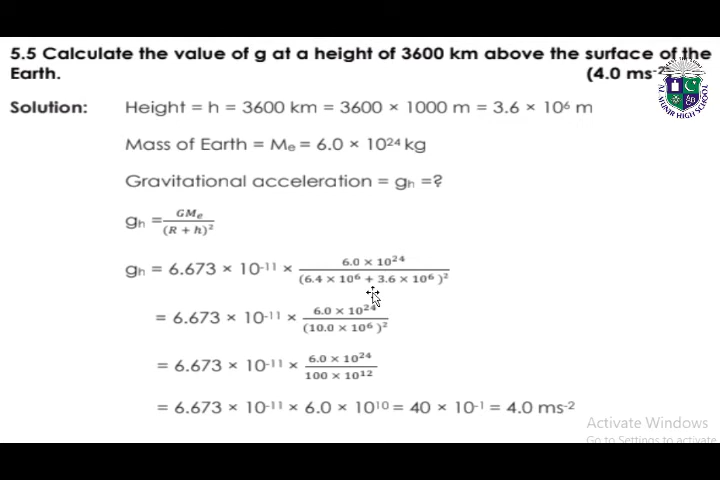 5.5 Calculate the value of g at a height of 3600 km above the surface of the
Earth. (4.0 ms⁻²)
Solution: Height = h = 3600 km = 3600 × 1000 m = 3.6 × 10⁶ m
Mass of Earth = Mₑ = 6.0 × 10²⁴ kg
Gravitational acceleration = gₕ =?
gₕ = GMₑ / (R + h)²
gₕ = 6.673 × 10⁻¹¹ × 6.0 × 10²⁴ / (6.4 × 10⁶ + 3.6 × 10⁶ )²
= 6.673 × 10⁻¹¹ × 6.0 × 10²⁴ / (10.0 × 10⁶ )²
= 6.673 × 10⁻¹¹ × 6.0 × 10²⁴ / 100 × 10¹²
= 6.673 × 10⁻¹¹ × 6.0 × 10¹⁰ = 40 × 10⁻¹ = 4.0 ms⁻²
Activate Windows
Go to Settings to activate